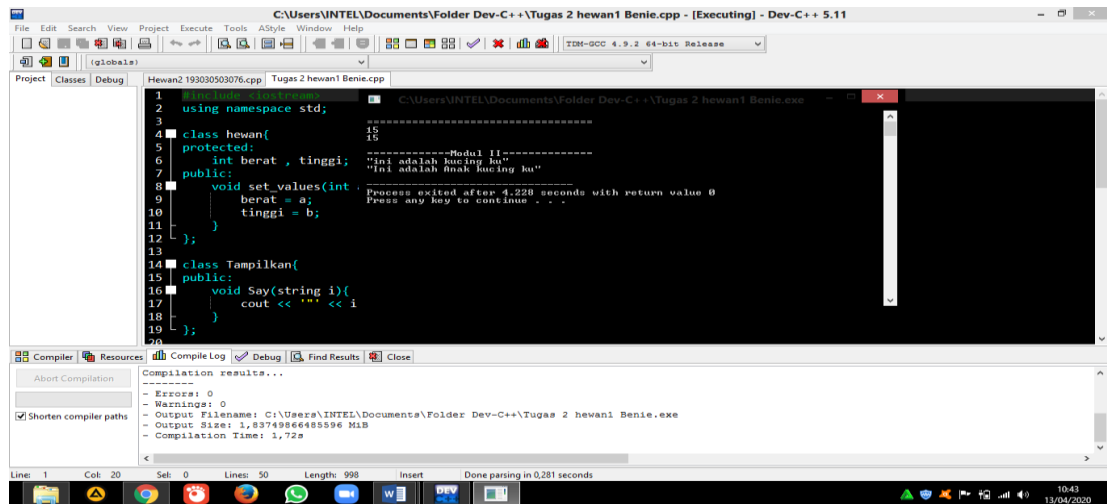 C:\Users\INTEL\Documents\Folder Dev-C++\Tugas 2 hewan Benie.cpp - [Executing] - Dev-C++ 5.11
File Edit Search View Project Execute Tools AStyle Window Help
TDM-GCC 4.9.2 64-bit Release
(globals)
Project Classes Debug
Hewan2 193030503076.cpp Tugas 2 hewan1 Benie.cpp
1 #include <iostream>
2 using namespace std;
3
4 class hewan{
5 protected:
6 int berat , tinggi;
7 public:
8 void set_values(int
9 berat = a;
10 tinggi = b;
11 }
12 };
13
14 class Tampilkan{
15 public:
16 void Say(string i){
17 cout << '"' << i
18 }
19 };
20
C:\Users\INTEL\Documents\Folder Dev-C++\Tugas 2 hewan1 Benie.exe
===================================
15
15
-------------Modul II--------------
"ini adalah kucing ku"
"Ini adalah Anak kucing ku"
--------------------------------
Process exited after 4.228 seconds with return value 0
Press any key to continue . . .
Compiler Resources Compile Log Debug Find Results Close
Abort Compilation
Shorten compiler paths
Compilation results...
--------
- Errors: 0
- Warnings: 0
- Output Filename: C:\Users\INTEL\Documents\Folder Dev-C++\Tugas 2 hewan1 Benie.exe
- Output Size: 1,83749866485596 MiB
- Compilation Time: 1,72s
Line: 1 Col: 20 Sel: 0 Lines: 50 Length: 998 Insert Done parsing in 0,281 seconds
DEV
10:43
13/04/2020